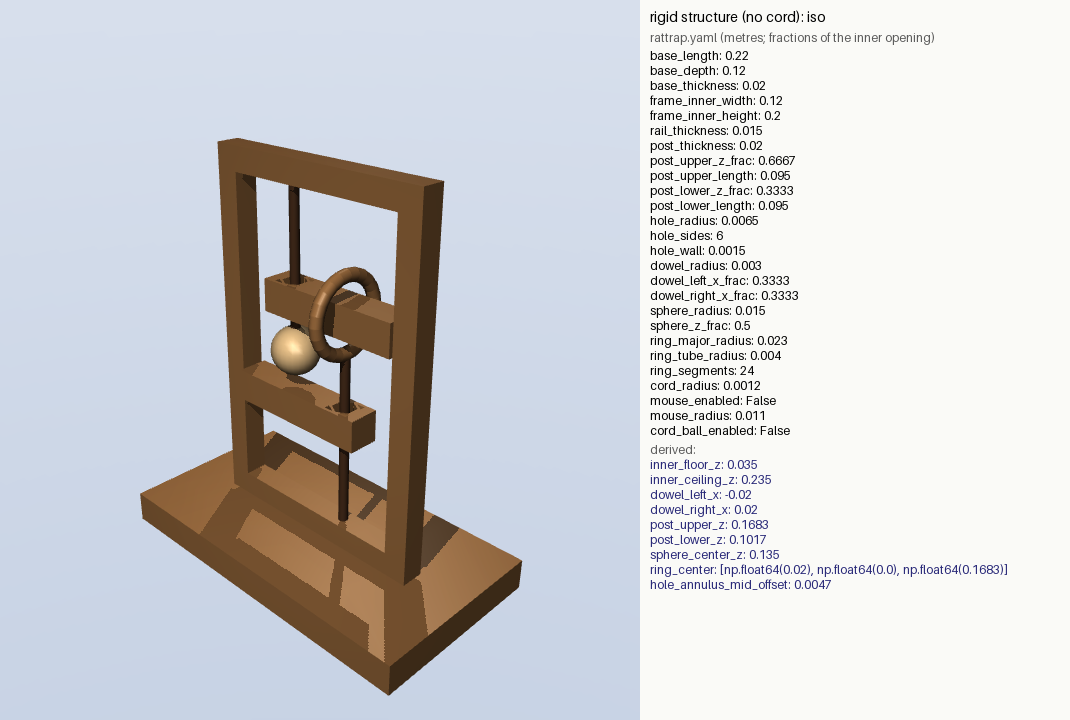 rigid structure (no cord): iso
rattrap.yaml (metres; fractions of the inner opening)
base_length: 0.22
base_depth: 0.12
base_thickness: 0.02
frame_inner_width: 0.12
frame_inner_height: 0.2
rail_thickness: 0.015
post_thickness: 0.02
post_upper_z_frac: 0.6667
post_upper_length: 0.095
post_lower_z_frac: 0.3333
post_lower_length: 0.095
hole_radius: 0.0065
hole_sides: 6
hole_wall: 0.0015
dowel_radius: 0.003
dowel_left_x_frac: 0.3333
dowel_right_x_frac: 0.3333
sphere_radius: 0.015
sphere_z_frac: 0.5
ring_major_radius: 0.023
ring_tube_radius: 0.004
ring_segments: 24
cord_radius: 0.0012
mouse_enabled: False
mouse_radius: 0.011
cord_ball_enabled: False
derived:
inner_floor_z: 0.035
inner_ceiling_z: 0.235
dowel_left_x: -0.02
dowel_right_x: 0.02
post_upper_z: 0.1683
post_lower_z: 0.1017
sphere_center_z: 0.135
ring_center: [np.float64(0.02), np.float64(0.0), np.float64(0.1683)]
hole_annulus_mid_offset: 0.0047